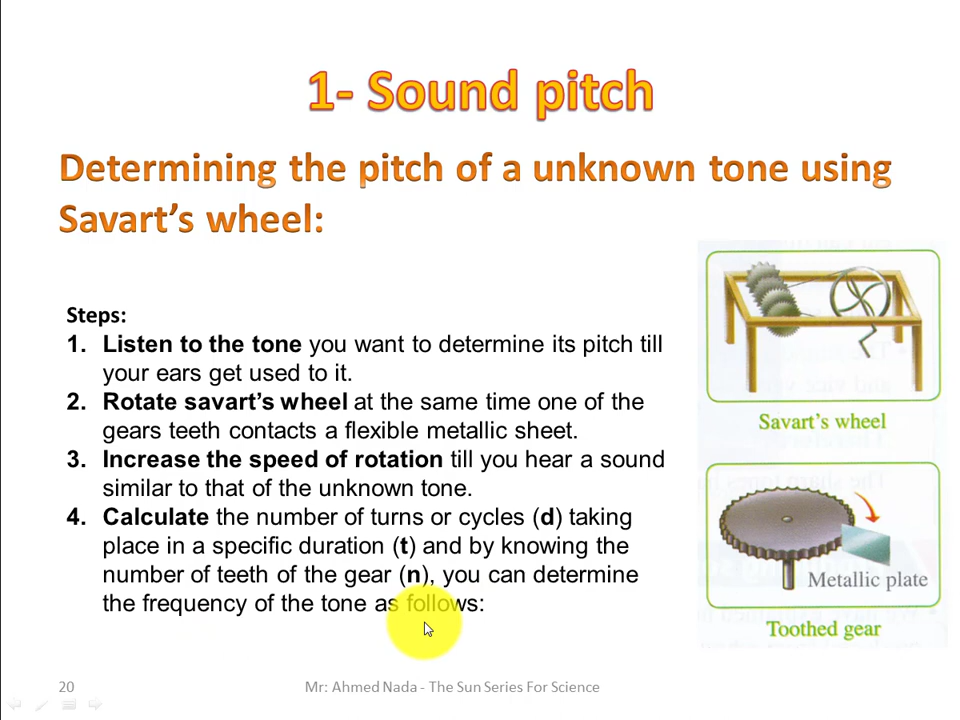 1- Sound pitch
Determining the pitch of a unknown tone using
Savart's wheel:
Steps:
1. Listen to the tone you want to determine its pitch till
your ears get used to it.
2. Rotate savart's wheel at the same time one of the
gears teeth contacts a flexible metallic sheet.
3. Increase the speed of rotation till you hear a sound
similar to that of the unknown tone.
4. Calculate the number of turns or cycles (d) taking
place in a specific duration (t) and by knowing the
number of teeth of the gear (n), you can determine
the frequency of the tone as follows:
Savart's wheel
Metallic plate
Toothed gear
20
Mr: Ahmed Nada - The Sun Series For Science